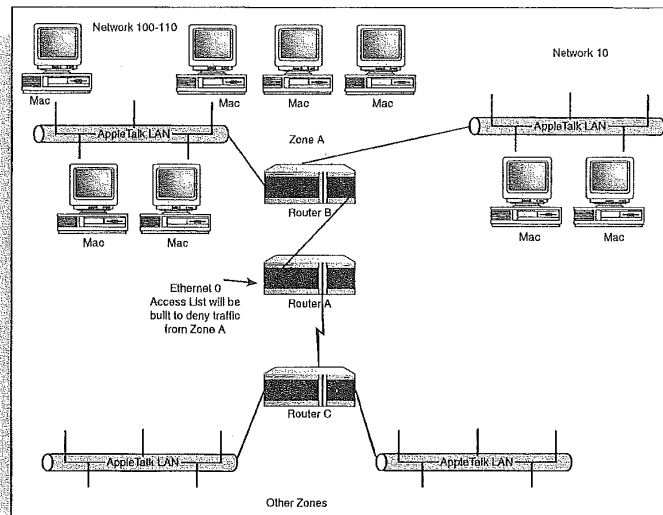 Network 100-110
Network 10
Mac
Mac
Mac
Mac
AppleTalk LAN
Zone A
AppleTalk LAN
Router B
Mac
Mac
Mac
Mac
Ethernet 0
Access List will be
built to deny traffic
from Zone A
Router A
Router C
AppleTalk LAN
AppleTalk LAN
Other Zones